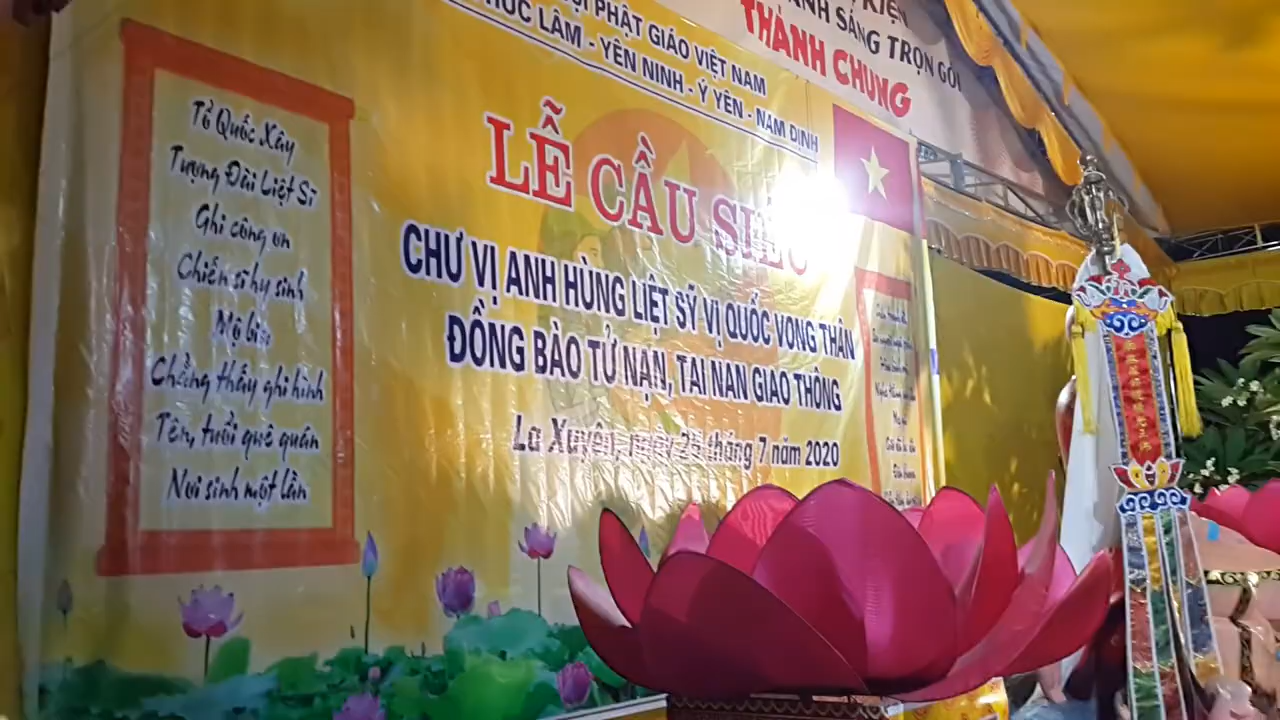 KIỆN
ÁNH SÁNG TRỌN GÓI
THÀNH CHUNG
PHẬT GIÁO VIỆT NAM
LÂM - YÊN NINH - Ý YÊN - NAM ĐỊNH
LỄ CẦU SIÊU
CHƯ VỊ ANH HÙNG LIỆT SỸ VỊ QUỐC VONG THÂN
ĐỒNG BÀO TỬ NẠN, TAI NẠN GIAO THÔNG
La Xuyên, ngày tháng 7 năm 2020
Tổ Quốc Xây
Tượng Đài Liệt Sĩ
Ghi công ơn
Chiến sĩ hy sinh
Mộ bia
Chẳng thấy ghi hình
Tên, tuổi quê quán
Nơi sinh một lần